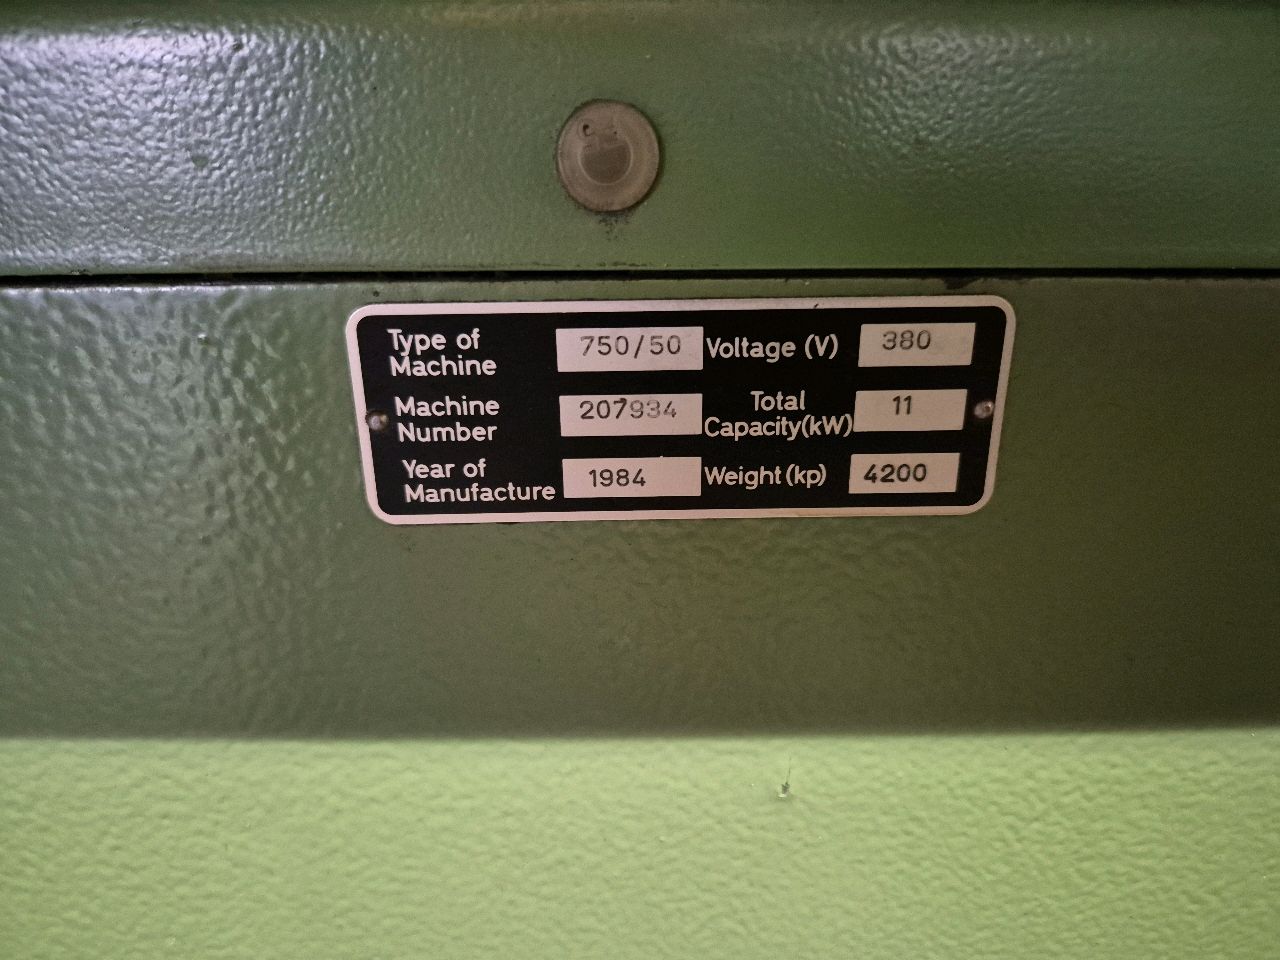 Type of Machine 750/50 Voltage (V) 380
Machine Number 207934 Total Capacity(kW) 11
Year of Manufacture 1984 Weight (kp) 4200